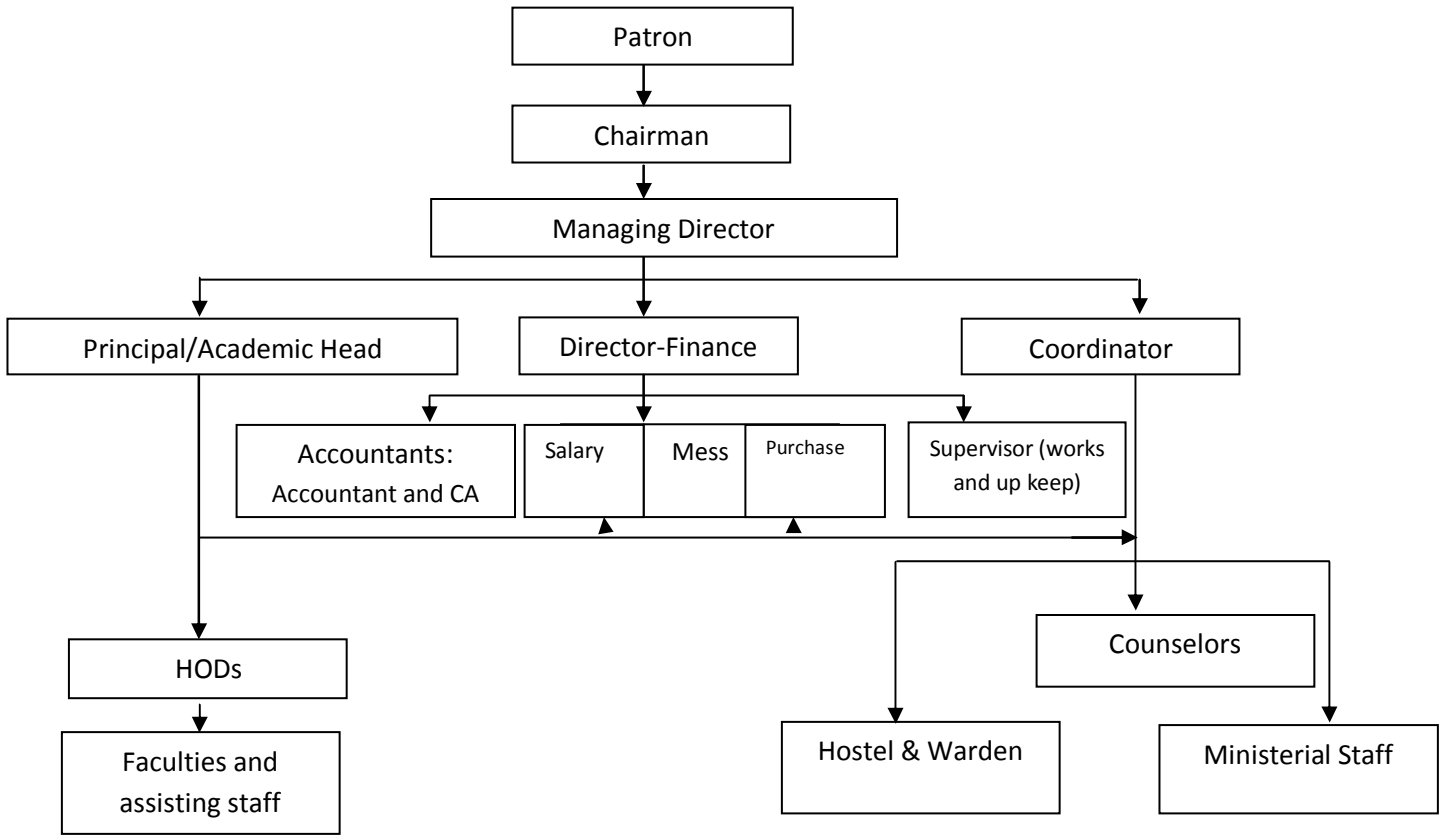 Patron
Chairman
Managing Director
Principal/Academic Head
Director-Finance
Coordinator
Accountants:
Accountant and CA
Salary
Mess
Purchase
Supervisor (works
and up keep)
HODs
Counselors
Faculties and
assisting staff
Hostel & Warden
Ministerial Staff